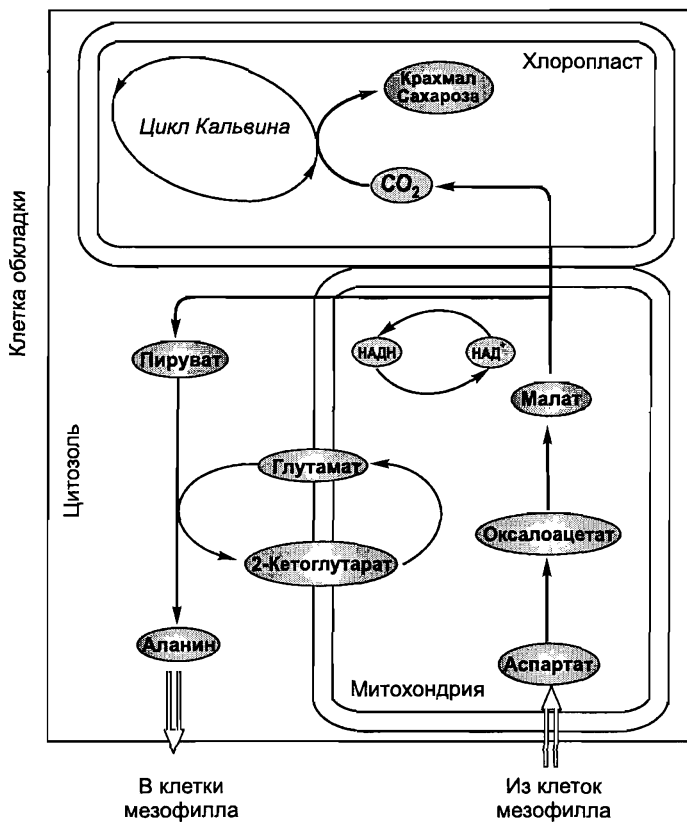 Хлоропласт
Крахмал
Сахароза
Цикл Кальвина
CO2
Клетка обкладки
НАДН
НАД+
Пируват
Малат
Цитозоль
Глутамат
Оксалоацетат
2-Кетоглутарат
Аланин
Аспартат
Митохондрия
В клетки
мезофилла
Из клеток
мезофилла